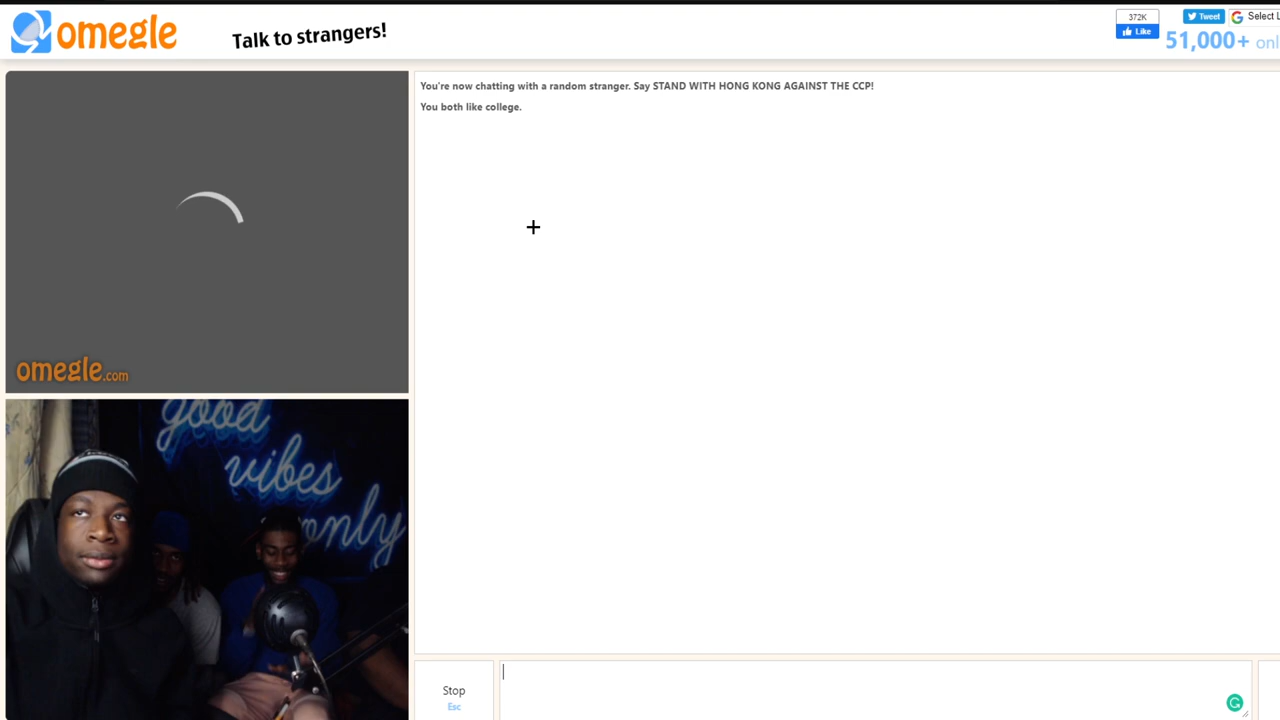 omegle
Talk to strangers!
372K
Like
Tweet
Select L
51,000+ onl
You're now chatting with a random stranger. Say STAND WITH HONG KONG AGAINST THE CCP!
You both like college.
omegle.com
good
vibes
only
Stop
Esc